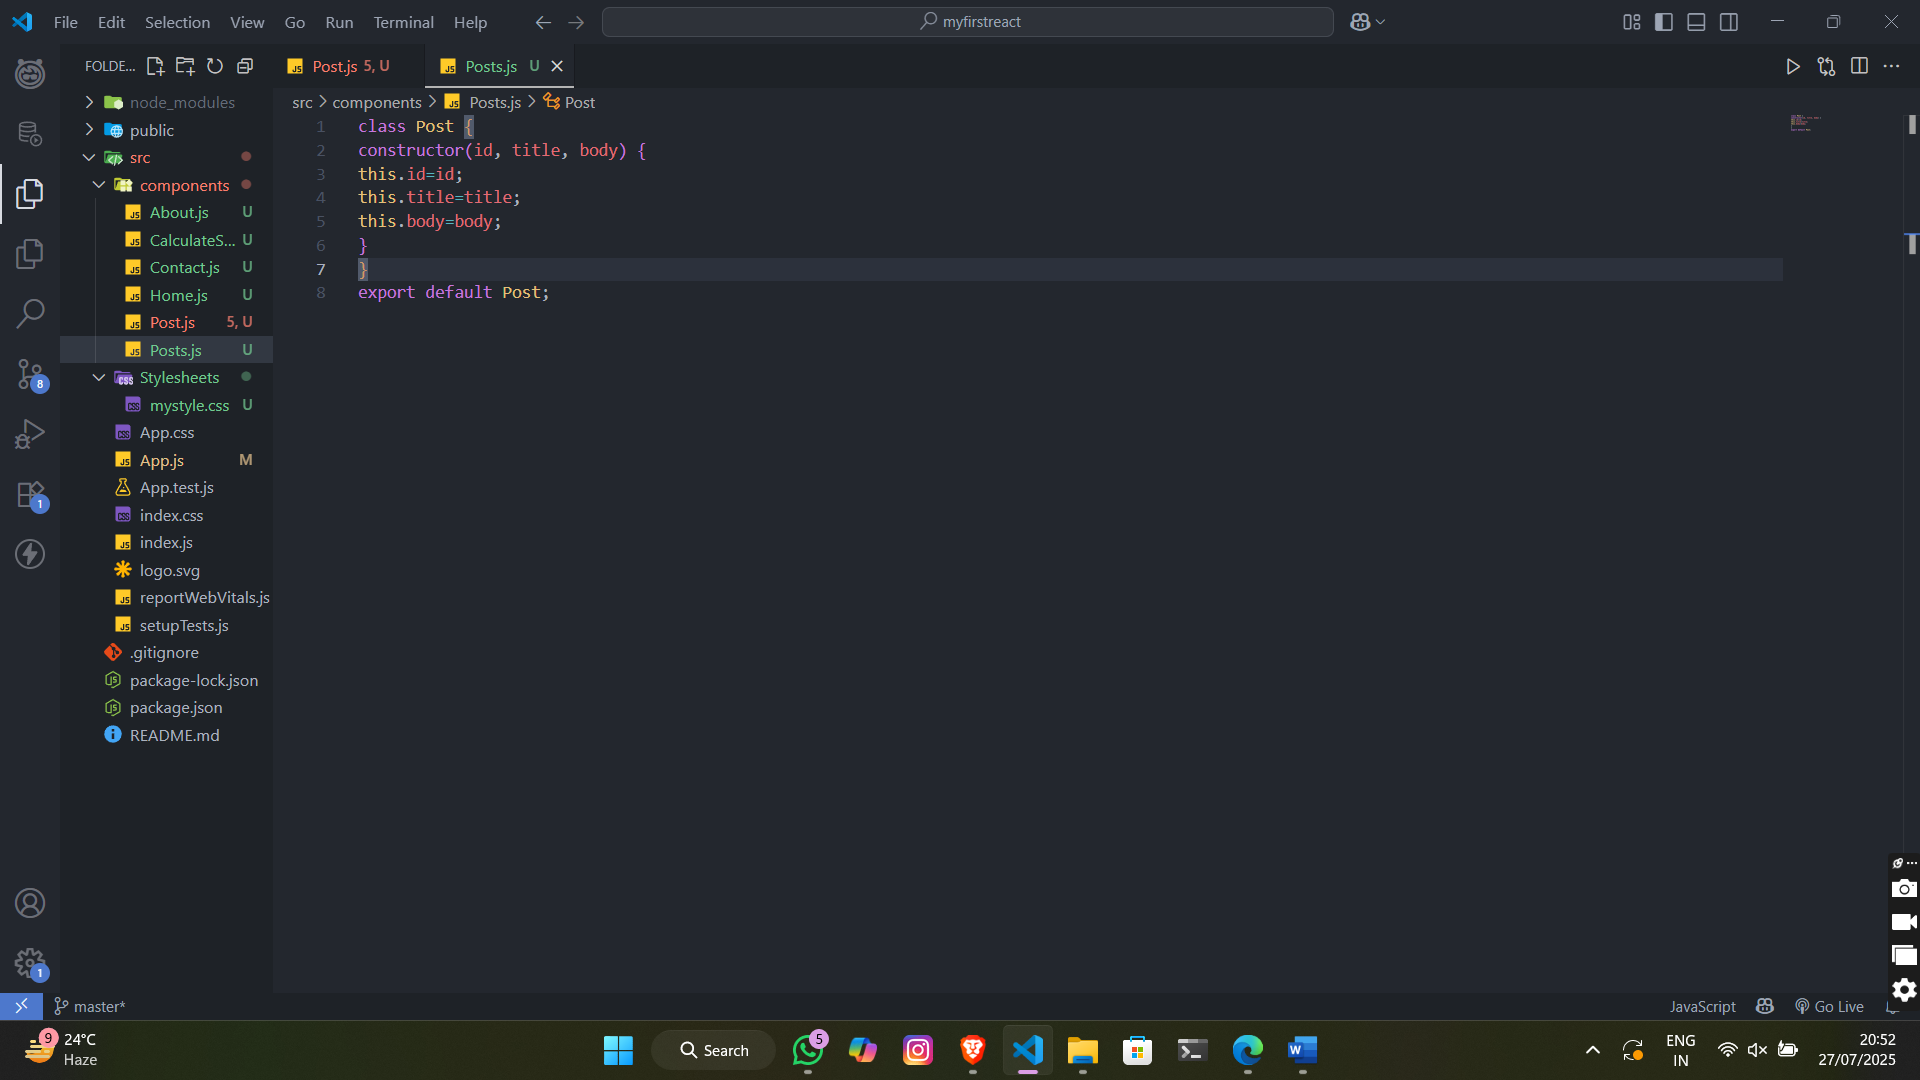 File Edit Selection View Go Run Terminal Help
myfirstreact
FOLDE...
Post.js 5, U
Posts.js U
src > components > Posts.js > Post
node_modules
public
src
components
About.js U
CalculateS... U
Contact.js U
Home.js U
Post.js 5, U
Posts.js U
Stylesheets
mystyle.css U
App.css
App.js M
App.test.js
index.css
index.js
logo.svg
reportWebVitals.js
setupTests.js
.gitignore
package-lock.json
package.json
README.md
1 class Post {
2 constructor(id, title, body) {
3 this.id=id;
4 this.title=title;
5 this.body=body;
6 }
7 }
8 export default Post;
8
1
1
master*
JavaScript
Go Live
9
24°C
Haze
Search
5
ENG
IN
20:52
27/07/2025